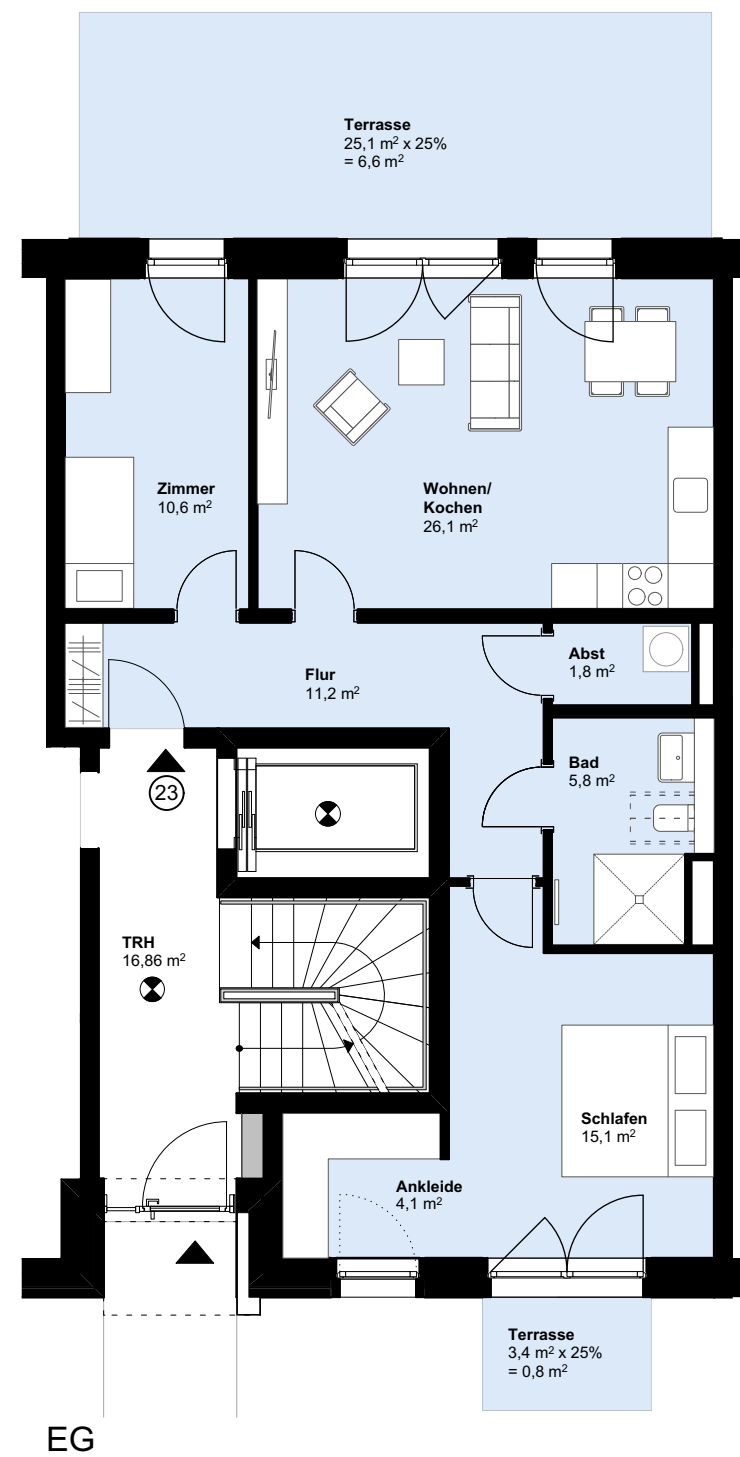 Terrasse
25,1 m² x 25%
= 6,6 m²
Zimmer
10,6 m²
Wohnen/
Kochen
26,1 m²
Flur
11,2 m²
Abst
1,8 m²
Bad
5,8 m²
23
TRH
16,86 m²
Schlafen
15,1 m²
Ankleide
4,1 m²
Terrasse
3,4 m² x 25%
= 0,8 m²
EG